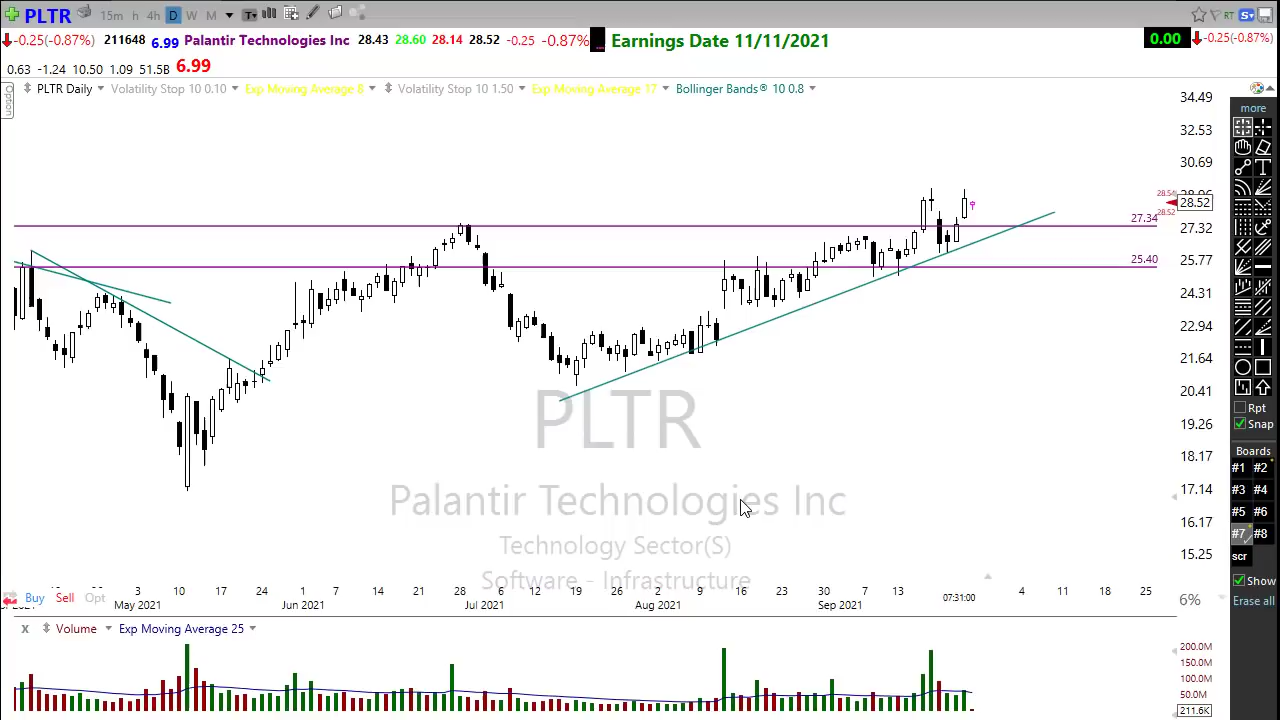 PLTR 15m h 4h D W M T RT S
-0.25(-0.87%) 211648 6.99 Palantir Technologies Inc 28.43 28.60 28.14 28.52 -0.25 -0.87% Earnings Date 11/11/2021 0.00 -0.25(-0.87%)
0.63 -1.24 10.50 1.09 51.5B 6.99
Option
PLTR Daily Volatility Stop 10 0.10 Exp Moving Average 8 Volatility Stop 10 1.50 Exp Moving Average 17 Bollinger Bands® 10 0.8
34.49
32.53
30.69
28.54
28.52
28.52
27.34
27.32
25.40
25.77
24.31
22.94
21.64
20.41
19.26
18.17
17.14
16.17
15.25
6%
more
Rpt
Snap
Boards
#1 #2
#3 #4
#5 #6
#7 #8
scr
Show
Erase all
PLTR
Palantir Technologies Inc
Technology Sector(S)
Software - Infrastructure
Buy Sell Opt
3 10 17 24 1 7 14 21 12 19 26 2 9 16 23 30 7 13 07:31:00 4 11 18 25
May 2021 Jun 2021 Jul 2021 Aug 2021 Sep 2021
x Volume Exp Moving Average 25
200.0M
150.0M
100.0M
50.0M
211.6K